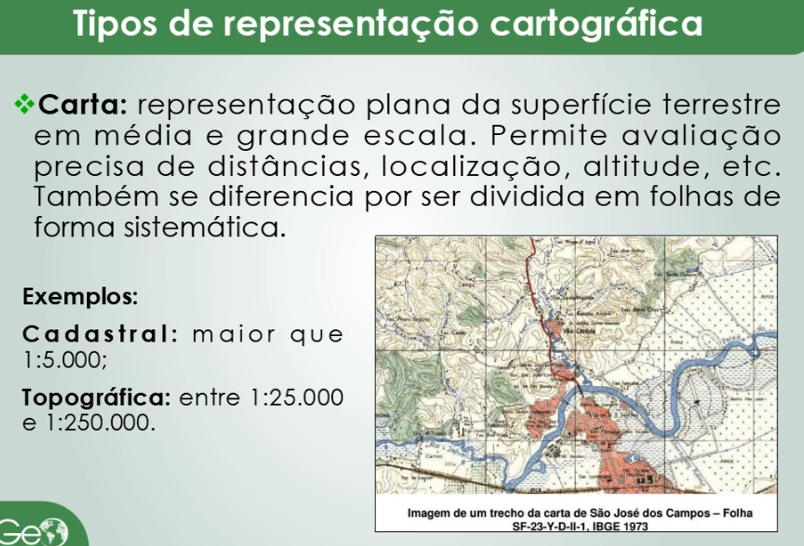 Tipos de representação cartográfica
Carta: representação plana da superfície terrestre
em média e grande escala. Permite avaliação
precisa de distâncias, localização, altitude, etc.
Também se diferencia por ser dividida em folhas de
forma sistemática.
Exemplos:
Cadastral: maior que
1:5.000;
Topográfica: entre 1:25.000
e 1:250.000.
Imagem de um trecho da carta de São José dos Campos – Folha
SF-23-Y-D-II-1, IBGE 1973
Geo